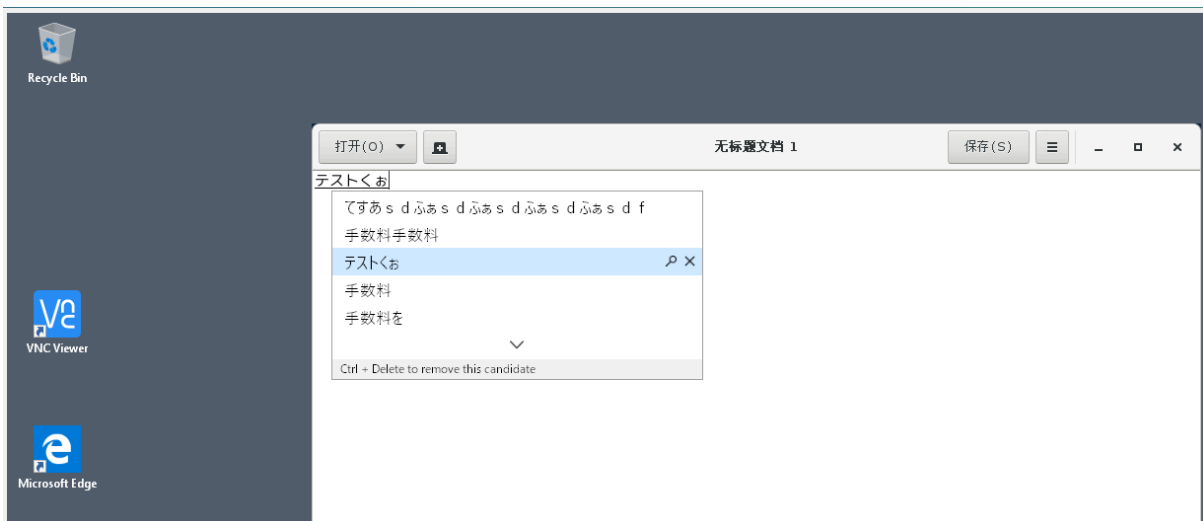 Recycle Bin
打开(O)
无标题文档 1
保存(S)
テストくぉ
てすあｓｄふぁｓｄふぁｓｄふぁｓｄふぁｓｄｆ
手数料手数料
テストくぉ
手数料
手数料を
Ctrl + Delete to remove this candidate
VNC Viewer
Microsoft Edge